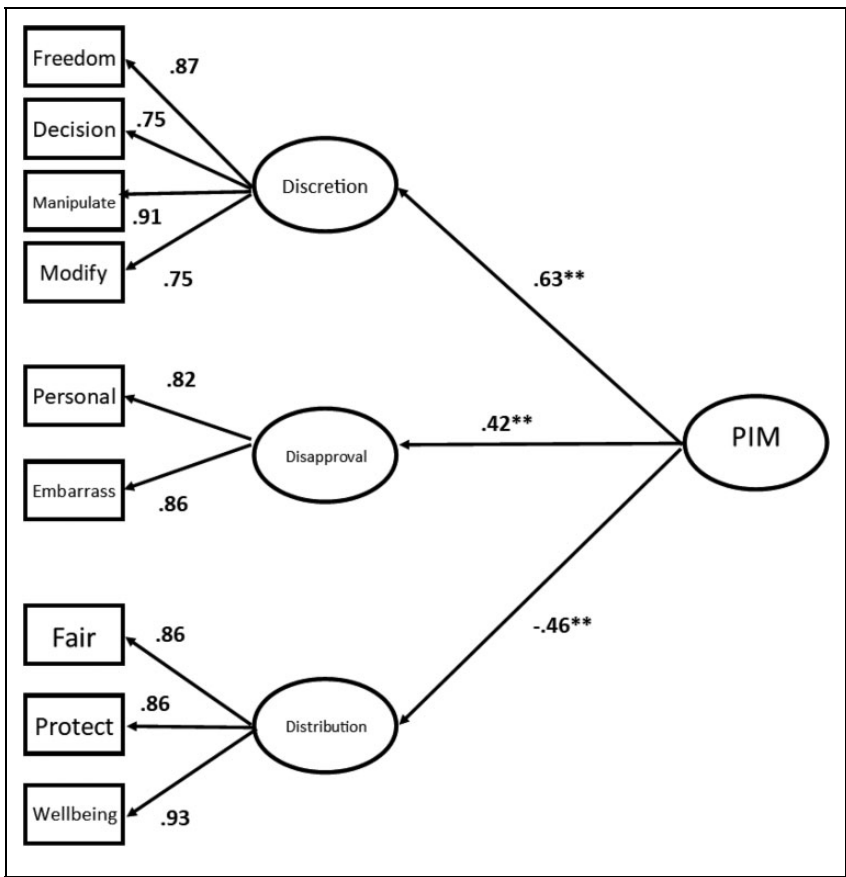 Freedom
.87
Decision
.75
Manipulate
.91
Modify
.75
Discretion
.63**
Personal
.82
Embarrass
.86
Disapproval
.42**
PIM
Fair
.86
Protect
.86
Wellbeing
.93
Distribution
-.46**